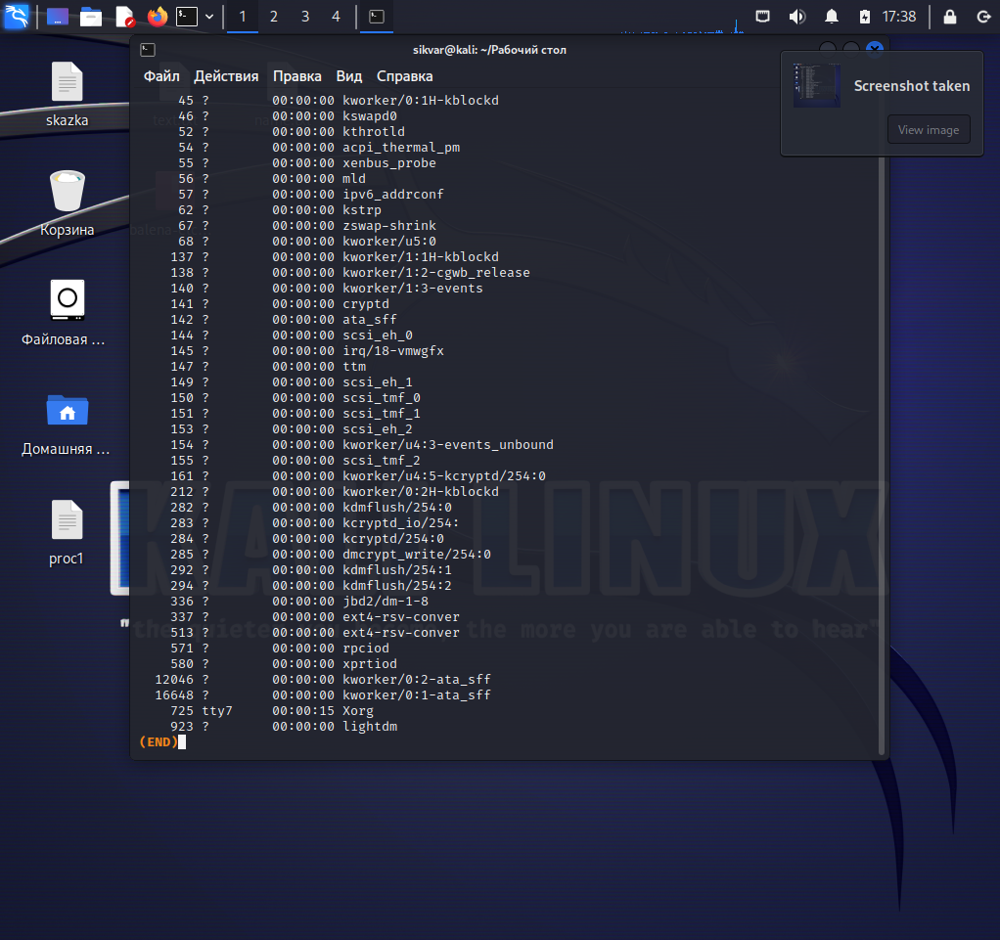 1 2 3 4 17:38
sikvar@kali: ~/Рабочий стол
Файл Действия Правка Вид Справка
Screenshot taken
View image
skazka
Корзина
Файловая ...
Домашняя ...
proc1
45 ? 00:00:00 kworker/0:1H-kblockd
46 ? 00:00:00 kswapd0
52 ? 00:00:00 kthrotld
54 ? 00:00:00 acpi_thermal_pm
55 ? 00:00:00 xenbus_probe
56 ? 00:00:00 mld
57 ? 00:00:00 ipv6_addrconf
62 ? 00:00:00 kstrp
67 ? 00:00:00 zswap-shrink
68 ? 00:00:00 kworker/u5:0
137 ? 00:00:00 kworker/1:1H-kblockd
138 ? 00:00:00 kworker/1:2-cgwb_release
140 ? 00:00:00 kworker/1:3-events
141 ? 00:00:00 cryptd
142 ? 00:00:00 ata_sff
144 ? 00:00:00 scsi_eh_0
145 ? 00:00:00 irq/18-vmwgfx
147 ? 00:00:00 ttm
149 ? 00:00:00 scsi_eh_1
150 ? 00:00:00 scsi_tmf_0
151 ? 00:00:00 scsi_tmf_1
153 ? 00:00:00 scsi_eh_2
154 ? 00:00:00 kworker/u4:3-events_unbound
155 ? 00:00:00 scsi_tmf_2
161 ? 00:00:00 kworker/u4:5-kcryptd/254:0
212 ? 00:00:00 kworker/0:2H-kblockd
282 ? 00:00:00 kdmflush/254:0
283 ? 00:00:00 kcryptd_io/254:
284 ? 00:00:00 kcryptd/254:0
285 ? 00:00:00 dmcrypt_write/254:0
292 ? 00:00:00 kdmflush/254:1
294 ? 00:00:00 kdmflush/254:2
336 ? 00:00:00 jbd2/dm-1-8
337 ? 00:00:00 ext4-rsv-conver
513 ? 00:00:00 ext4-rsv-conver
571 ? 00:00:00 rpciod
580 ? 00:00:00 xprtiod
12046 ? 00:00:00 kworker/0:2-ata_sff
16648 ? 00:00:00 kworker/0:1-ata_sff
725 tty7 00:00:15 Xorg
923 ? 00:00:00 lightdm
(END)
KALI LINUX
"the quieter the more you are able to hear"